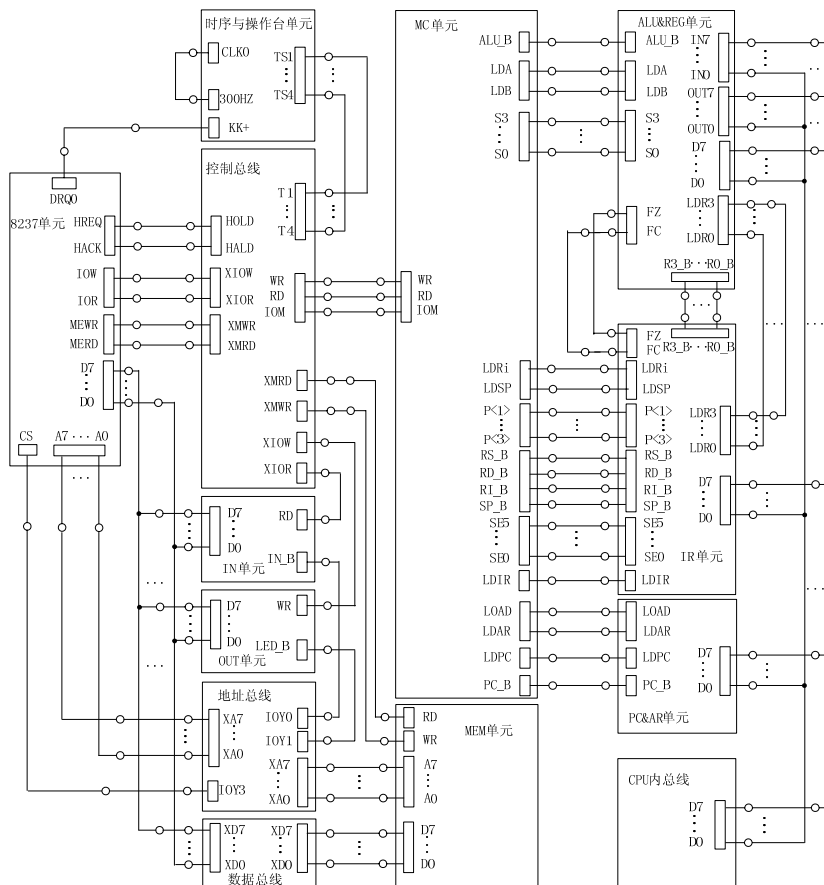 时序与操作台单元
CLK0
300HZ
KK+
TS1
TS4
DRQ0
8237单元
HREQ
HACK
IOW
IOR
MEWR
MERD
D7
D0
CS
A7···A0
控制总线
T1
T4
HOLD
HALD
XIOW
XIOR
XMWR
XMRD
WR
RD
IOM
XMRD
XMWR
XIOW
XIOR
D7
D0
RD
IN_B
IN单元
D7
D0
WR
LED_B
OUT单元
地址总线
XA7
XA0
IOY3
IOY0
IOY1
XA7
XA0
XD7
XD0
XD7
XD0
数据总线
MC单元
ALU_B
LDA
LDB
S3
S0
WR
RD
IOM
LDRi
LDSP
P<1>
P<3>
RS_B
RD_B
RI_B
SP_B
SE5
SE0
LDIR
LOAD
LDAR
LDPC
PC_B
RD
WR
MEM单元
A7
A0
D7
D0
ALU&REG单元
ALU_B
LDA
LDB
S3
S0
FZ
FC
IN7
IN0
OUT7
OUT0
D7
D0
LDR3
LDR0
R3_B···R0_B
FZ
FC
R3_B···R0_B
LDRi
LDSP
P<1>
P<3>
RS_B
RD_B
RI_B
SP_B
SE5
SE0
LDIR
LDR3
LDR0
D7
D0
IR单元
LOAD
LDAR
LDPC
PC_B
D7
D0
PC&AR单元
CPU内总线
D7
D0